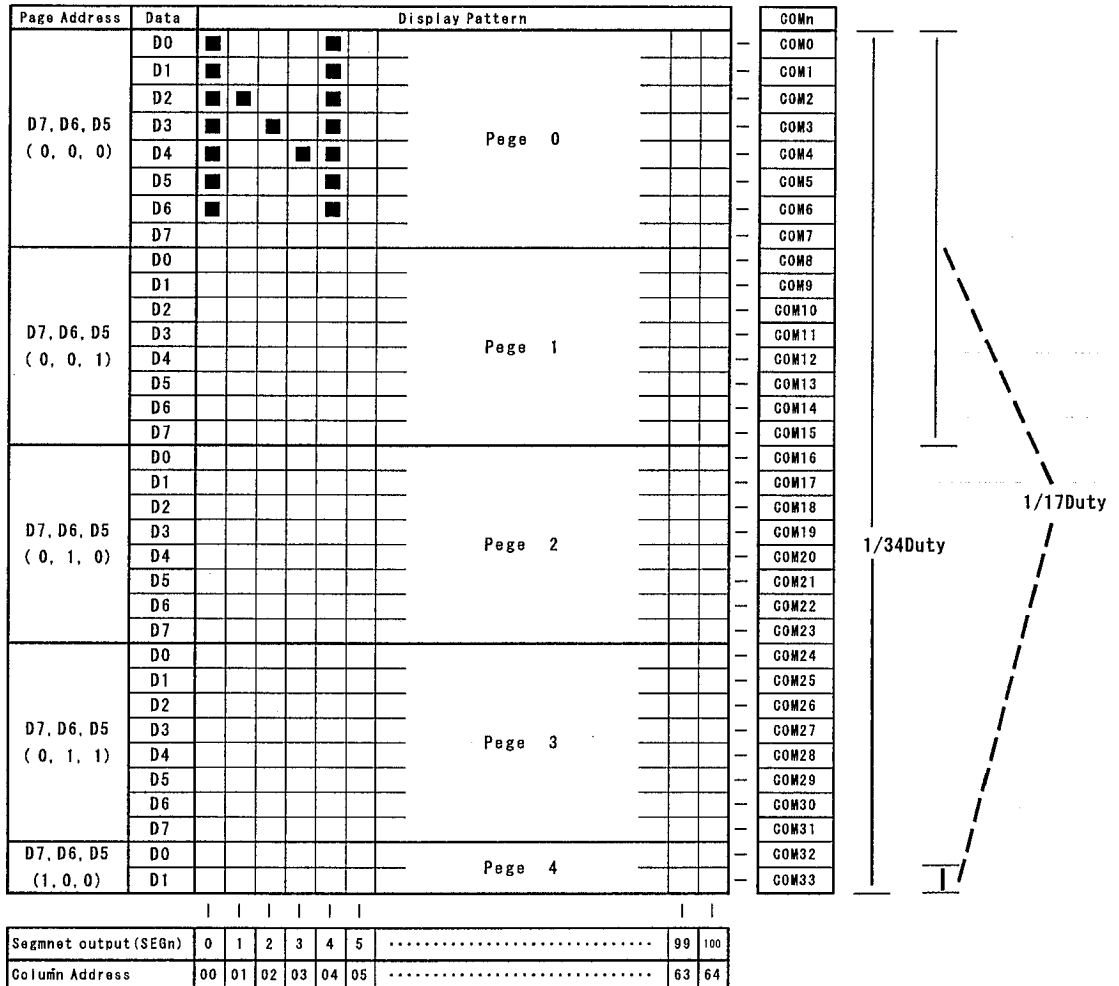 Page Address Data Display Pattern COMn
D7, D6, D5
( 0, 0, 0)
D0 COM0
D1 COM1
D2 COM2
D3 COM3
D4 COM4
D5 COM5
D6 COM6
D7 COM7
Pege 0
D7, D6, D5
( 0, 0, 1)
D0 COM8
D1 COM9
D2 COM10
D3 COM11
D4 COM12
D5 COM13
D6 COM14
D7 COM15
Pege 1
D7, D6, D5
( 0, 1, 0)
D0 COM16
D1 COM17
D2 COM18
D3 COM19
D4 COM20
D5 COM21
D6 COM22
D7 COM23
Pege 2
D7, D6, D5
( 0, 1, 1)
D0 COM24
D1 COM25
D2 COM26
D3 COM27
D4 COM28
D5 COM29
D6 COM30
D7 COM31
Pege 3
D7, D6, D5
(1, 0, 0)
D0 COM32
D1 COM33
Pege 4
1/34Duty
1/17Duty
Segmnet output(SEGn) 0 1 2 3 4 5 ······························ 99 100
Column Address 00 01 02 03 04 05 ······························ 63 64